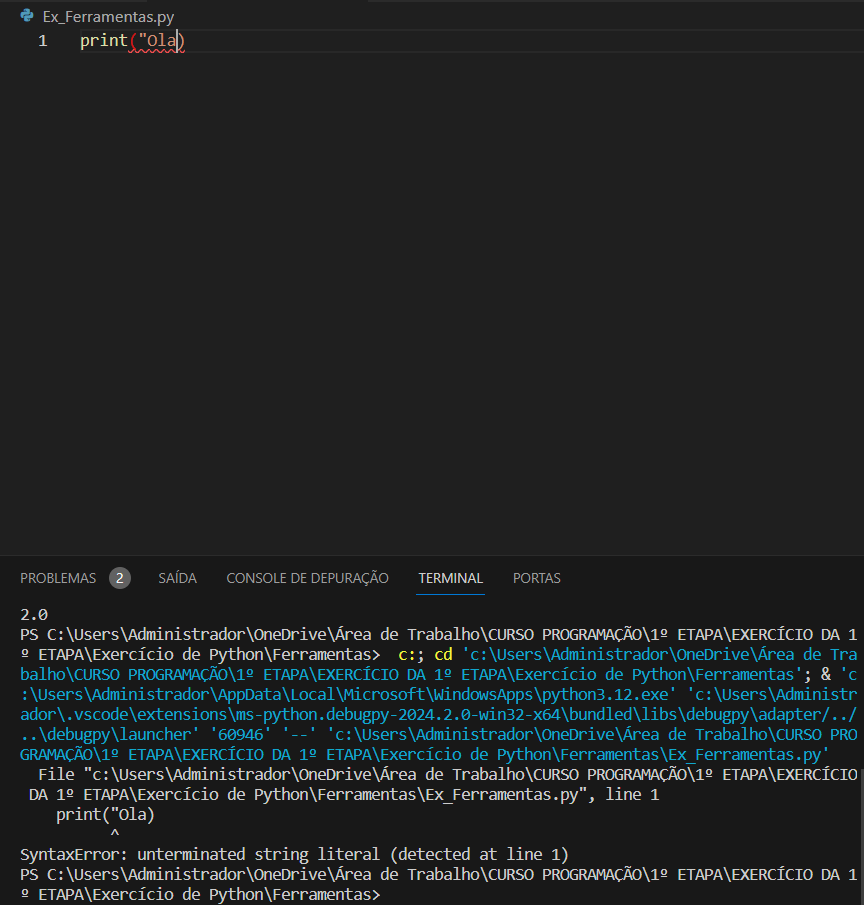 Ex_Ferramentas.py
1 print("Ola)
PROBLEMAS 2 SAÍDA CONSOLE DE DEPURAÇÃO TERMINAL PORTAS
2.0
PS C:\Users\Administrador\OneDrive\Área de Trabalho\CURSO PROGRAMAÇÃO\1º ETAPA\EXERCÍCIO DA 1
º ETAPA\Exercício de Python\Ferramentas>  c:; cd 'c:\Users\Administrador\OneDrive\Área de Tra
balho\CURSO PROGRAMAÇÃO\1º ETAPA\EXERCÍCIO DA 1º ETAPA\Exercício de Python\Ferramentas'; & 'c
:\Users\Administrador\AppData\Local\Microsoft\WindowsApps\python3.12.exe' 'c:\Users\Administr
ador\.vscode\extensions\ms-python.debugpy-2024.2.0-win32-x64\bundled\libs\debugpy\adapter/../
..\debugpy\launcher' '60946' '--' 'c:\Users\Administrador\OneDrive\Área de Trabalho\CURSO PRO
GRAMAÇÃO\1º ETAPA\EXERCÍCIO DA 1º ETAPA\Exercício de Python\Ferramentas\Ex_Ferramentas.py'
  File "c:\Users\Administrador\OneDrive\Área de Trabalho\CURSO PROGRAMAÇÃO\1º ETAPA\EXERCÍCIO
 DA 1º ETAPA\Exercício de Python\Ferramentas\Ex_Ferramentas.py", line 1
    print("Ola)
          ^
SyntaxError: unterminated string literal (detected at line 1)
PS C:\Users\Administrador\OneDrive\Área de Trabalho\CURSO PROGRAMAÇÃO\1º ETAPA\EXERCÍCIO DA 1
º ETAPA\Exercício de Python\Ferramentas>